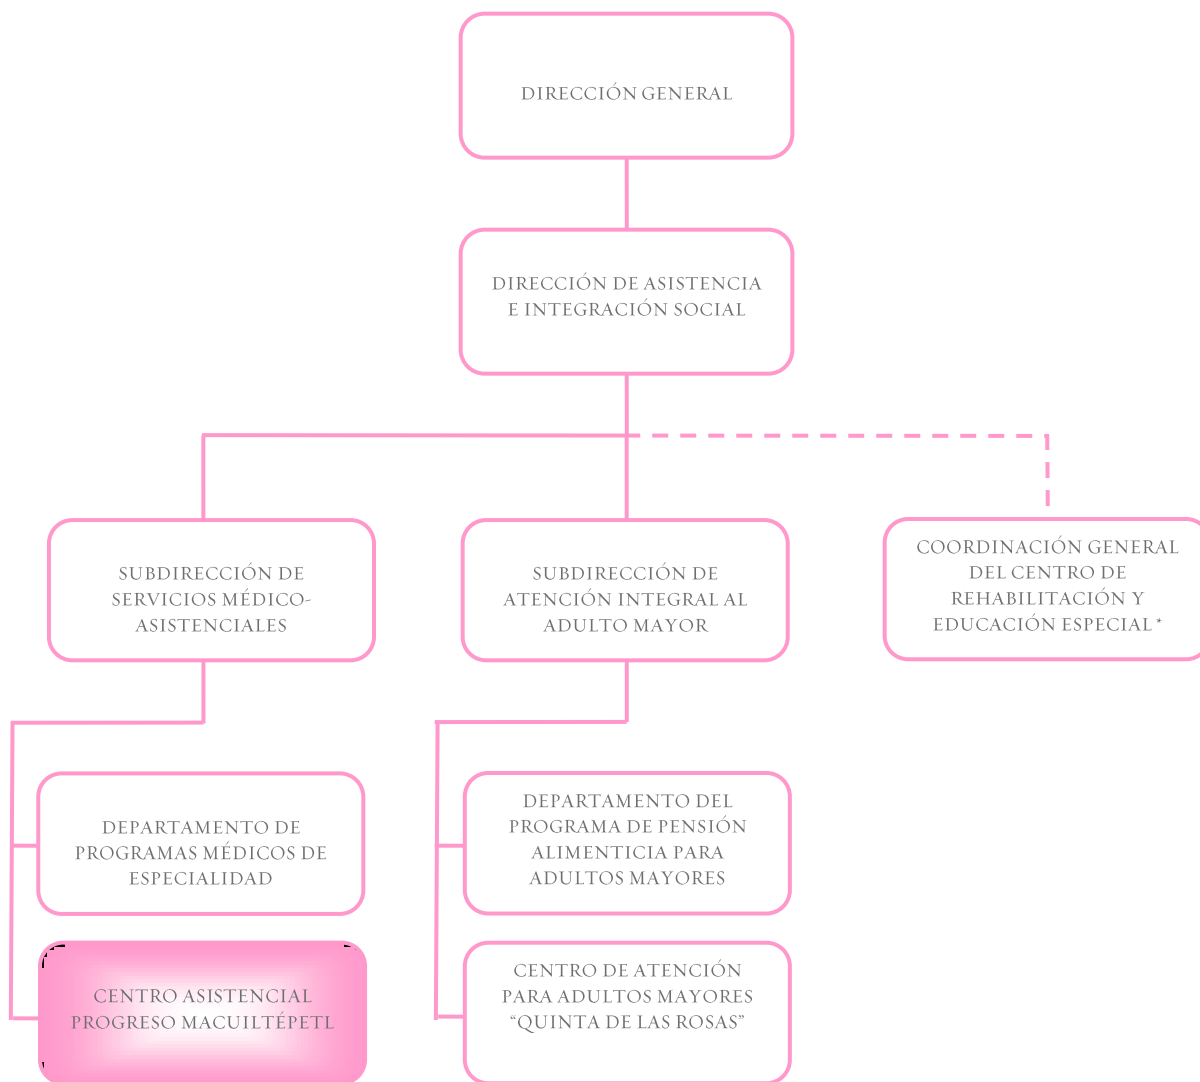 DIRECCIÓN GENERAL
DIRECCIÓN DE ASISTENCIA
E INTEGRACIÓN SOCIAL
SUBDIRECCIÓN DE
SERVICIOS MÉDICO-
ASISTENCIALES
SUBDIRECCIÓN DE
ATENCIÓN INTEGRAL AL
ADULTO MAYOR
COORDINACIÓN GENERAL
DEL CENTRO DE
REHABILITACIÓN Y
EDUCACIÓN ESPECIAL *
DEPARTAMENTO DE
PROGRAMAS MÉDICOS DE
ESPECIALIDAD
DEPARTAMENTO DEL
PROGRAMA DE PENSIÓN
ALIMENTICIA PARA
ADULTOS MAYORES
CENTRO ASISTENCIAL
PROGRESO MACUILTÉPETL
CENTRO DE ATENCIÓN
PARA ADULTOS MAYORES
“QUINTA DE LAS ROSAS”